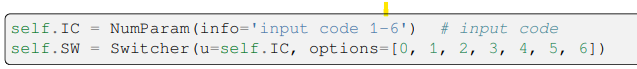 self.IC = NumParam(info='input code 1-6')  # input code
self.SW = Switcher(u=self.IC, options=[0, 1, 2, 3, 4, 5, 6])